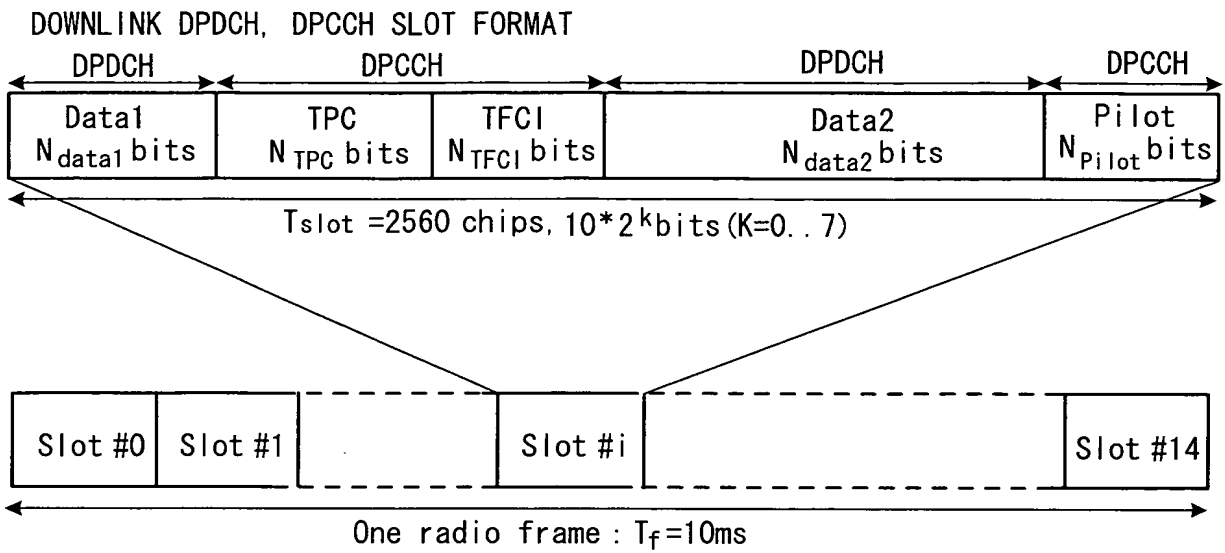 DOWNLINK DPDCH, DPCCH SLOT FORMAT
DPDCH DPCCH DPDCH DPCCH
Data1 TPC TFCI Data2 Pilot
Ndata1 bits NTPC bits NTFCI bits Ndata2 bits NPilot bits
Tslot =2560 chips, 10*2kbits(K=0..7)
Slot #0 Slot #1 Slot #i Slot #14
One radio frame : Tf=10ms